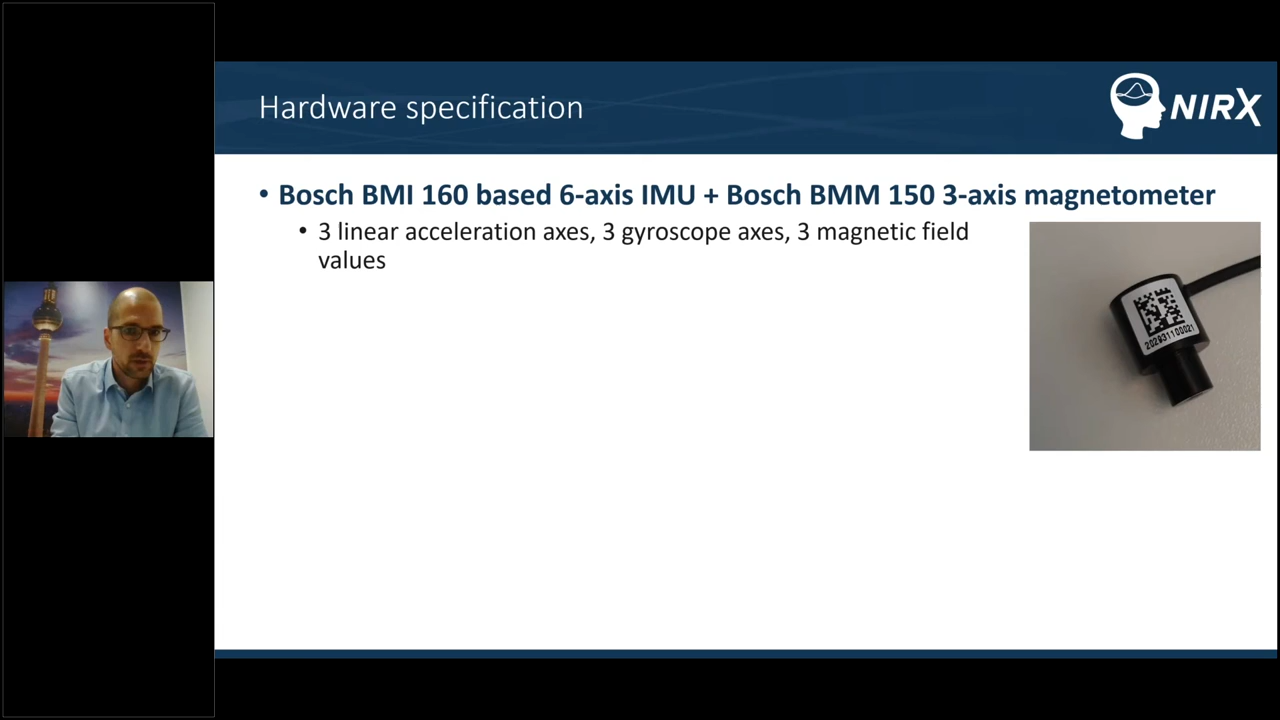 Hardware specification
NIRX
• Bosch BMI 160 based 6-axis IMU + Bosch BMM 150 3-axis magnetometer
• 3 linear acceleration axes, 3 gyroscope axes, 3 magnetic field
values
202931100021